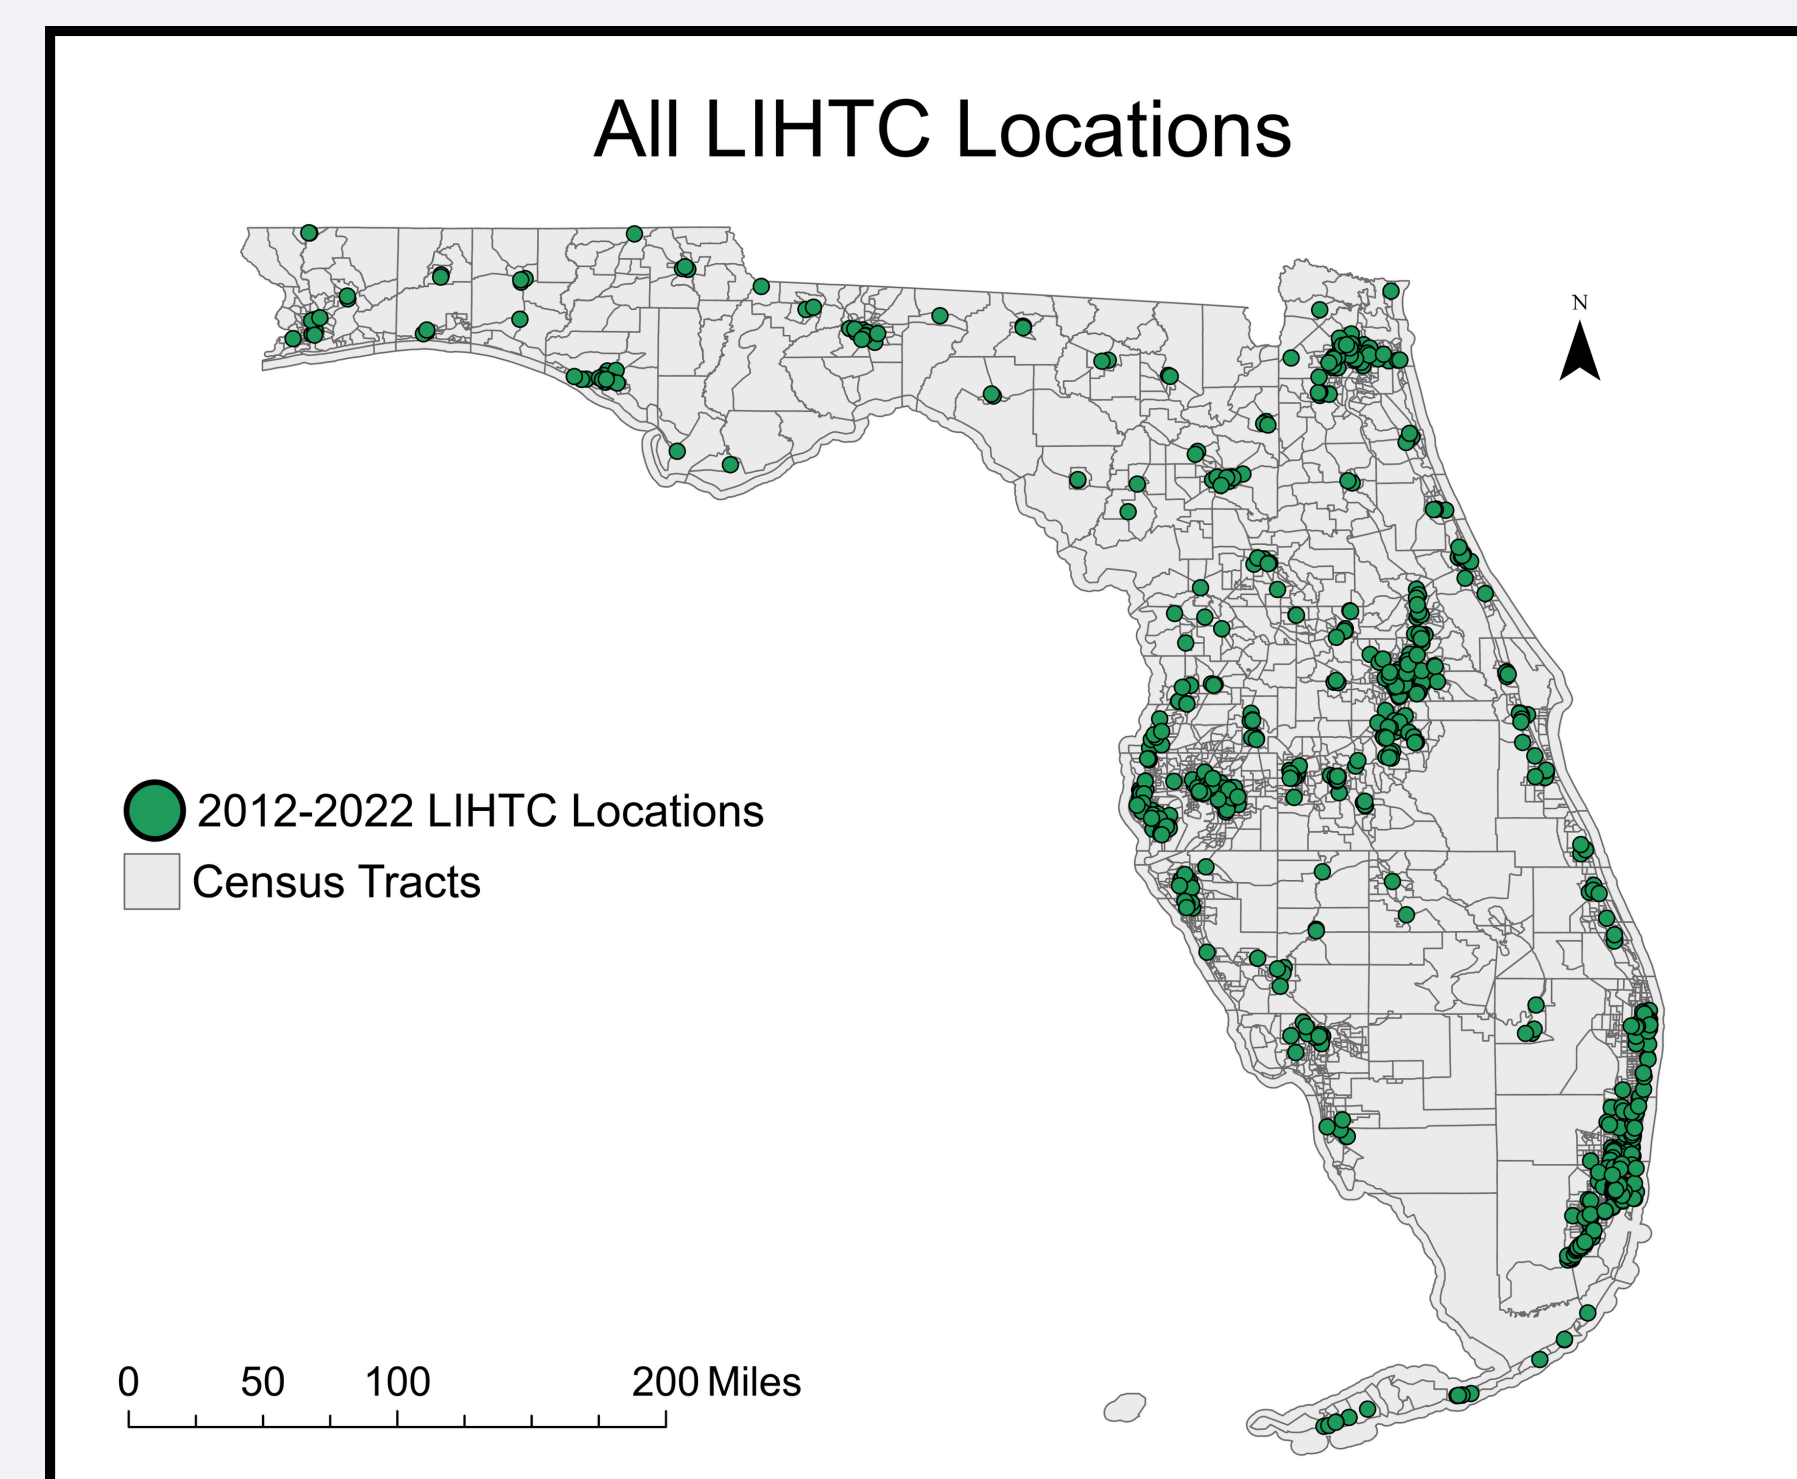 All LIHTC Locations
N
2012-2022 LIHTC Locations
Census Tracts
0 50 100 200 Miles